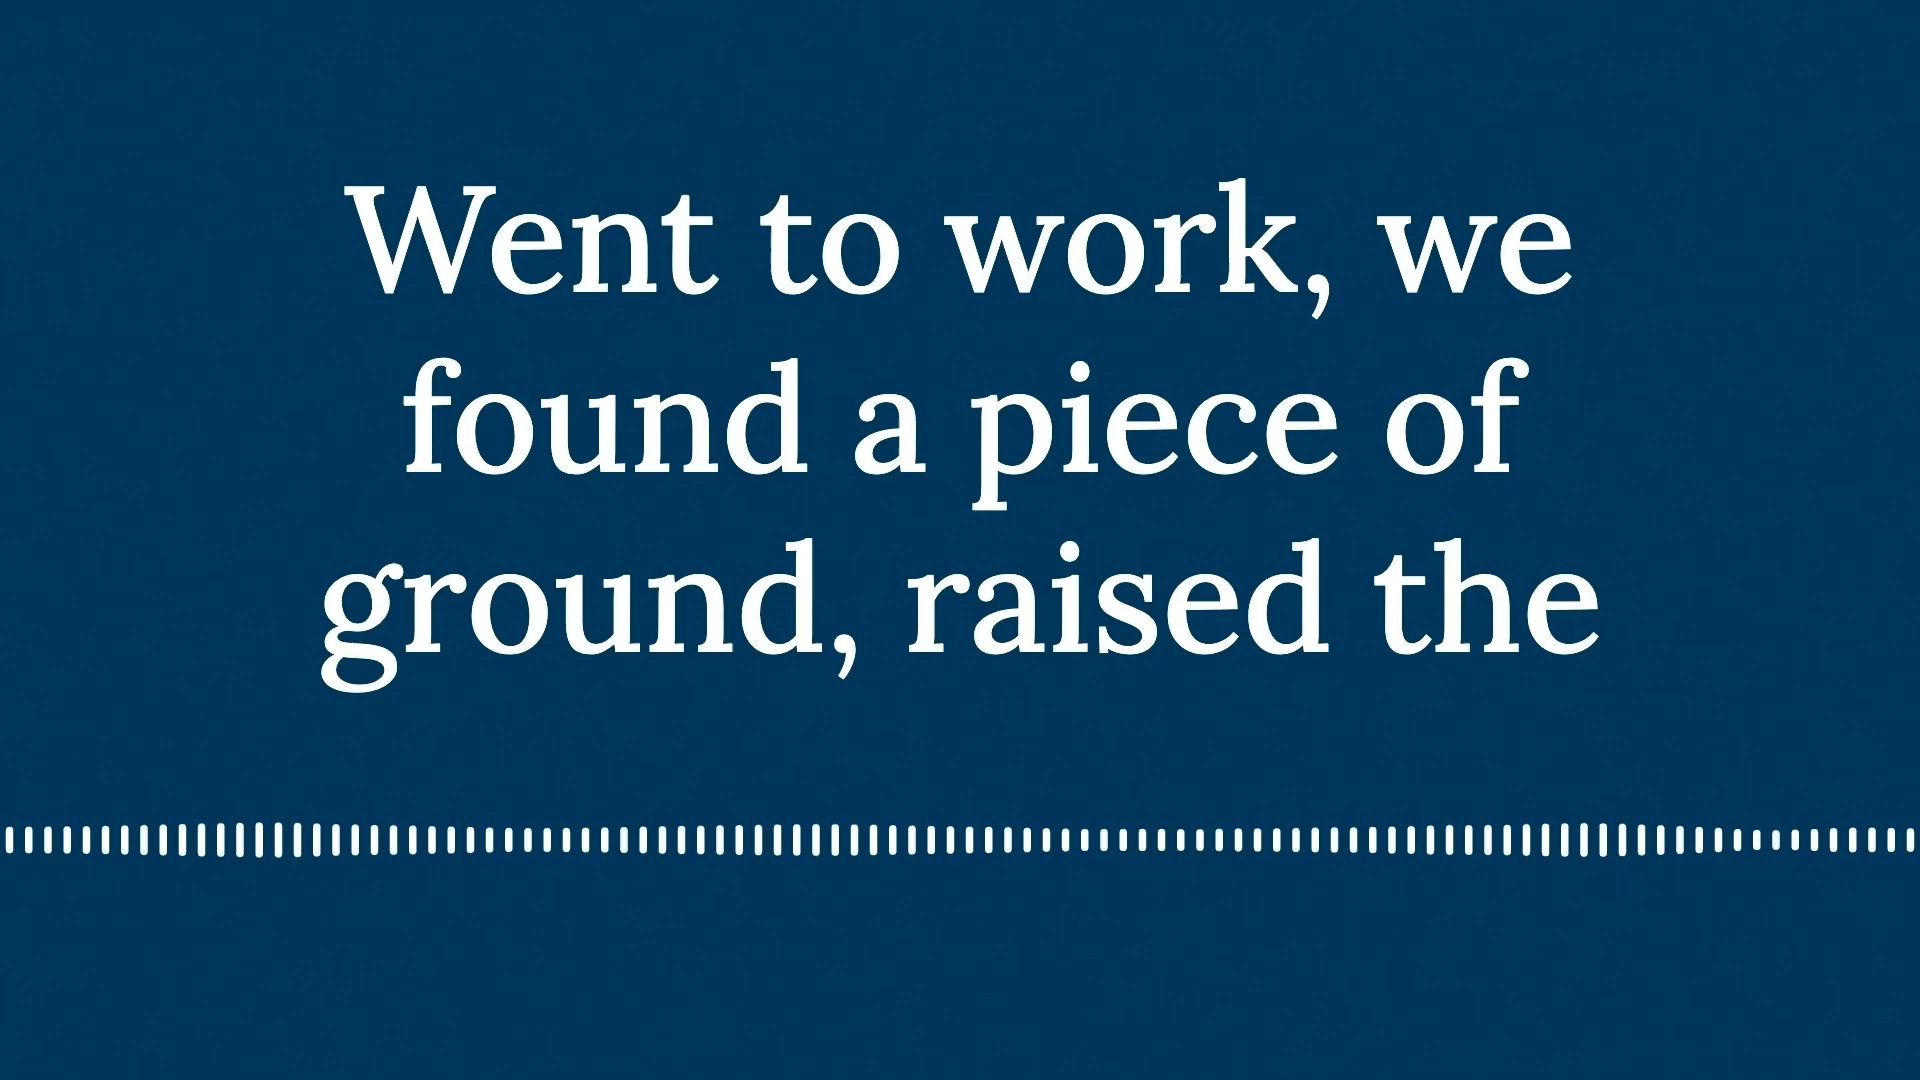 Went to work, we
found a piece of
ground, raised the